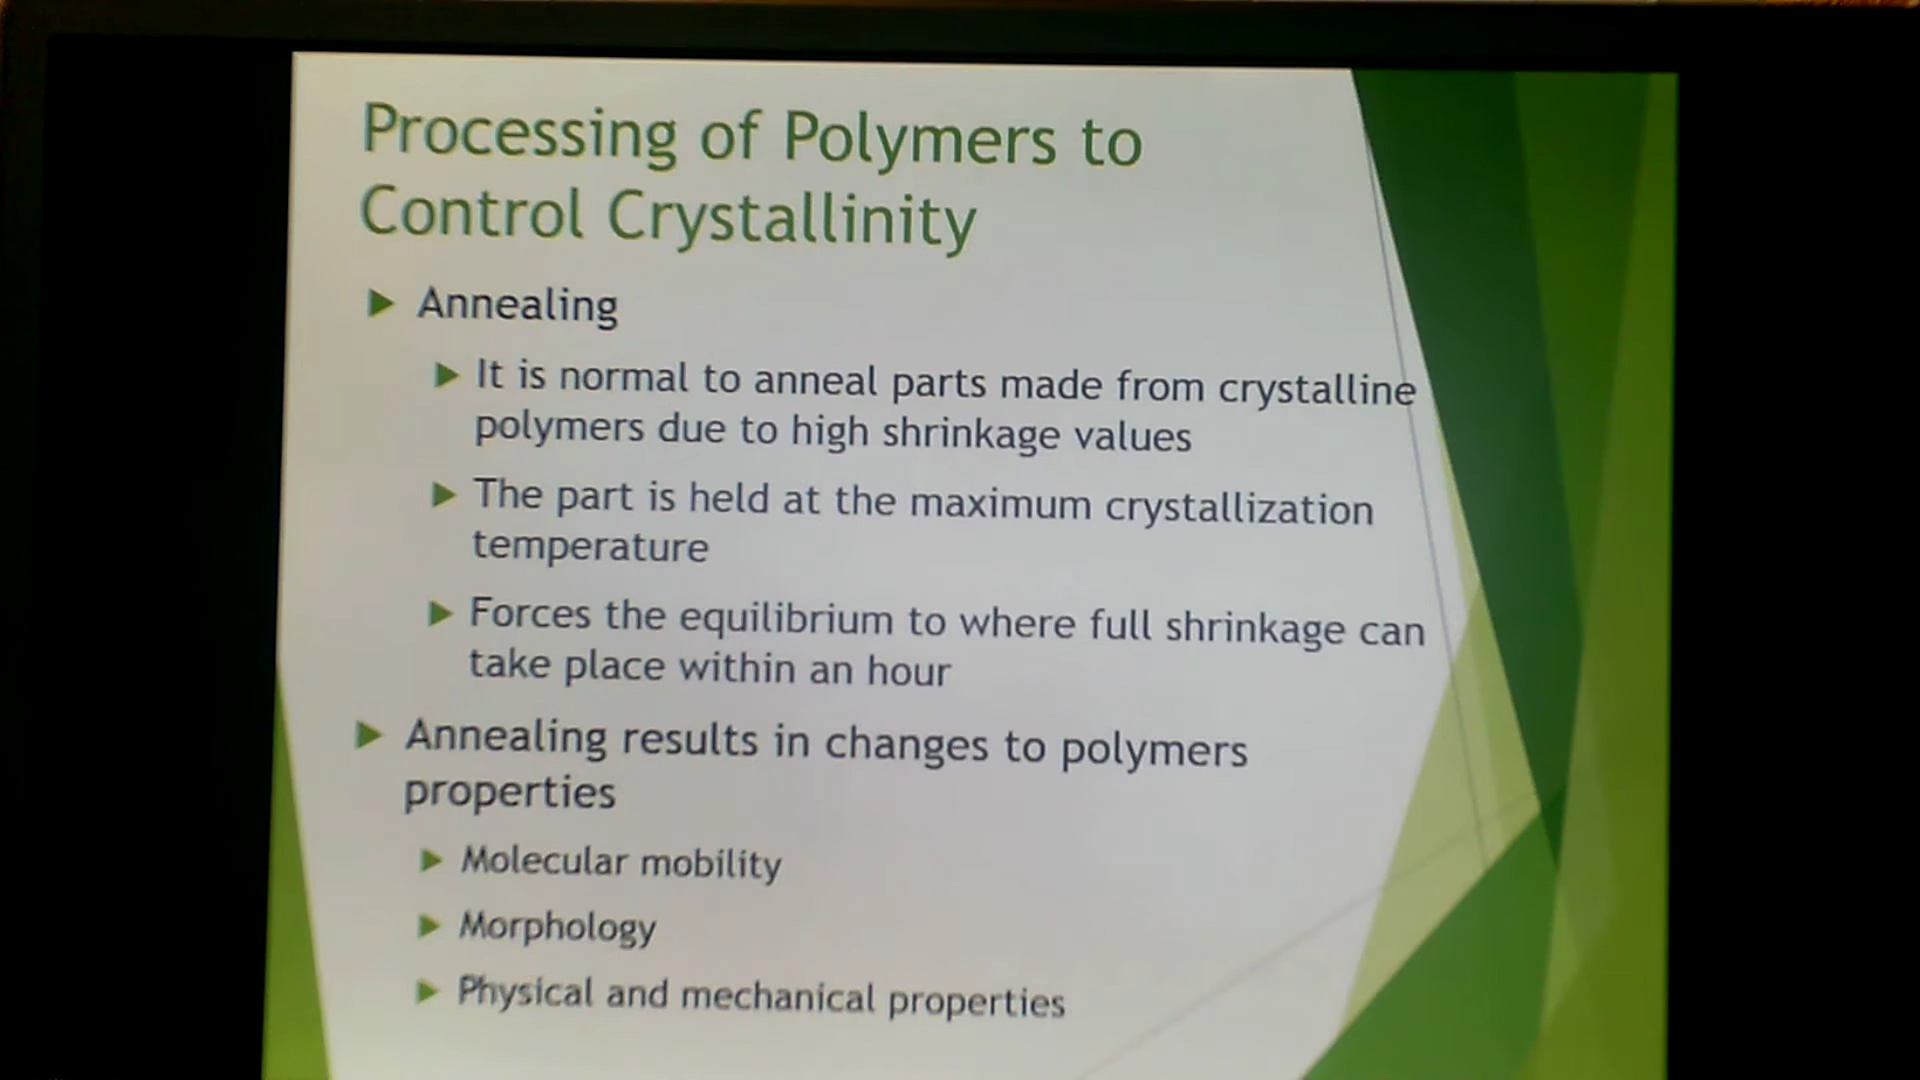 Processing of Polymers to
Control Crystallinity
Annealing
It is normal to anneal parts made from crystalline
polymers due to high shrinkage values
The part is held at the maximum crystallization
temperature
Forces the equilibrium to where full shrinkage can
take place within an hour
Annealing results in changes to polymers
properties
Molecular mobility
Morphology
Physical and mechanical properties